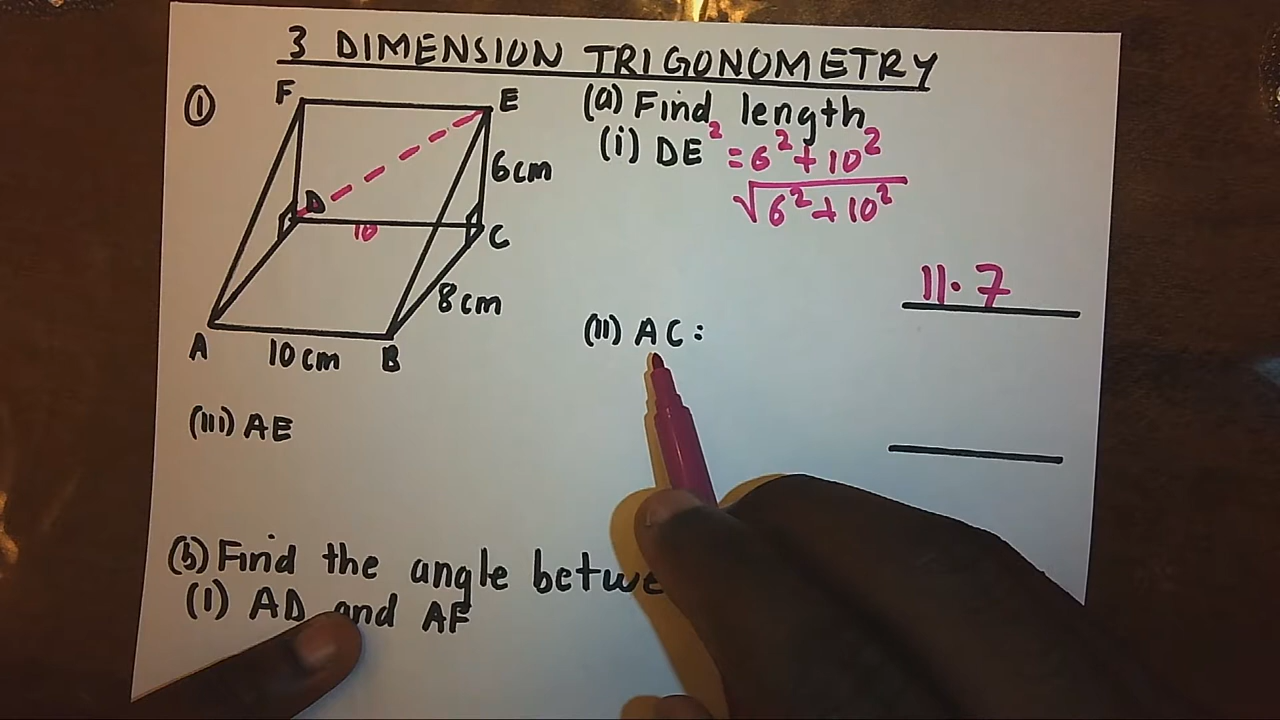 3 DIMENSION TRIGONOMETRY
① F E (a) Find length
6cm (i) DE² = 6² + 10²
D √6² + 10²
10 C
8cm 11.7
A 10cm B (ii) AC:
(iii) AE
(b) Find the angle
(i) AD and AF